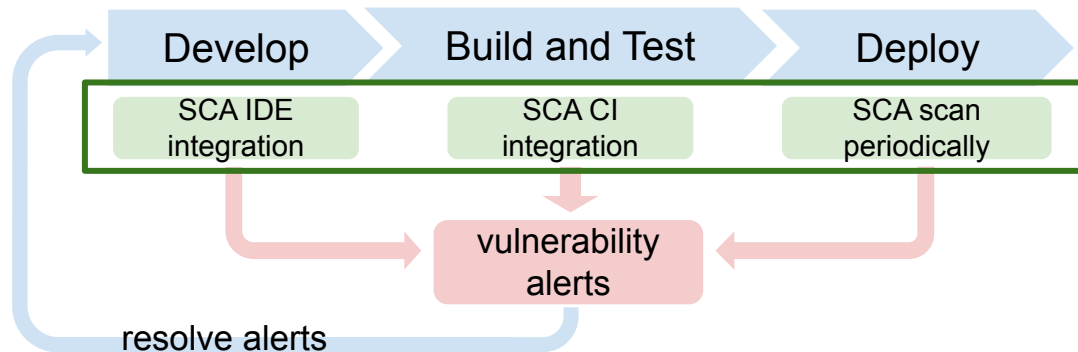 Develop
Build and Test
Deploy
SCA IDE
integration
SCA CI
integration
SCA scan
periodically
vulnerability
alerts
resolve alerts